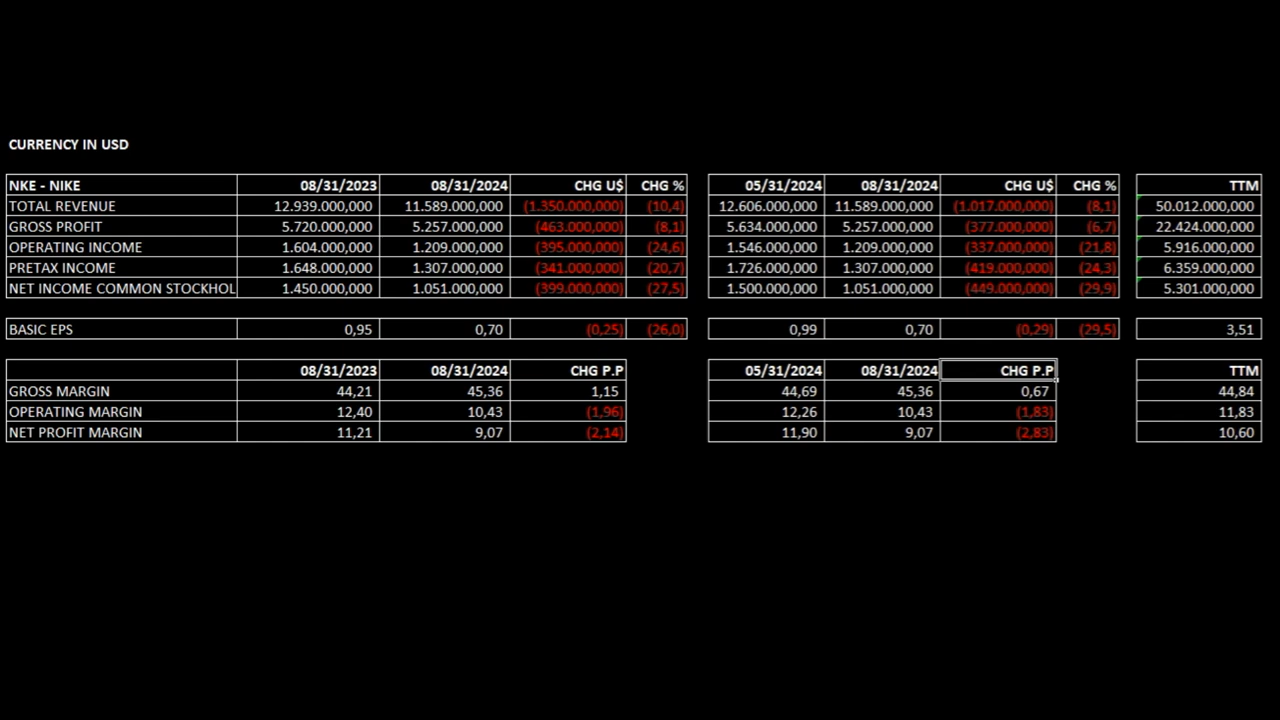 CURRENCY IN USD
NKE - NIKE 08/31/2023 08/31/2024 CHG U$ CHG % 05/31/2024 08/31/2024 CHG U$ CHG % TTM
TOTAL REVENUE 12.939.000,000 11.589.000,000 (1.350.000,000) (10,4) 12.606.000,000 11.589.000,000 (1.017.000,000) (8,1) 50.012.000,000
GROSS PROFIT 5.720.000,000 5.257.000,000 (463.000,000) (8,1) 5.634.000,000 5.257.000,000 (377.000,000) (6,7) 22.424.000,000
OPERATING INCOME 1.604.000,000 1.209.000,000 (395.000,000) (24,6) 1.546.000,000 1.209.000,000 (337.000,000) (21,8) 5.916.000,000
PRETAX INCOME 1.648.000,000 1.307.000,000 (341.000,000) (20,7) 1.726.000,000 1.307.000,000 (419.000,000) (24,3) 6.359.000,000
NET INCOME COMMON STOCKHOL 1.450.000,000 1.051.000,000 (399.000,000) (27,5) 1.500.000,000 1.051.000,000 (449.000,000) (29,9) 5.301.000,000
BASIC EPS 0,95 0,70 (0,25) (26,0) 0,99 0,70 (0,29) (29,5) 3,51
08/31/2023 08/31/2024 CHG P.P 05/31/2024 08/31/2024 CHG P.P TTM
GROSS MARGIN 44,21 45,36 1,15 44,69 45,36 0,67 44,84
OPERATING MARGIN 12,40 10,43 (1,96) 12,26 10,43 (1,83) 11,83
NET PROFIT MARGIN 11,21 9,07 (2,14) 11,90 9,07 (2,83) 10,60